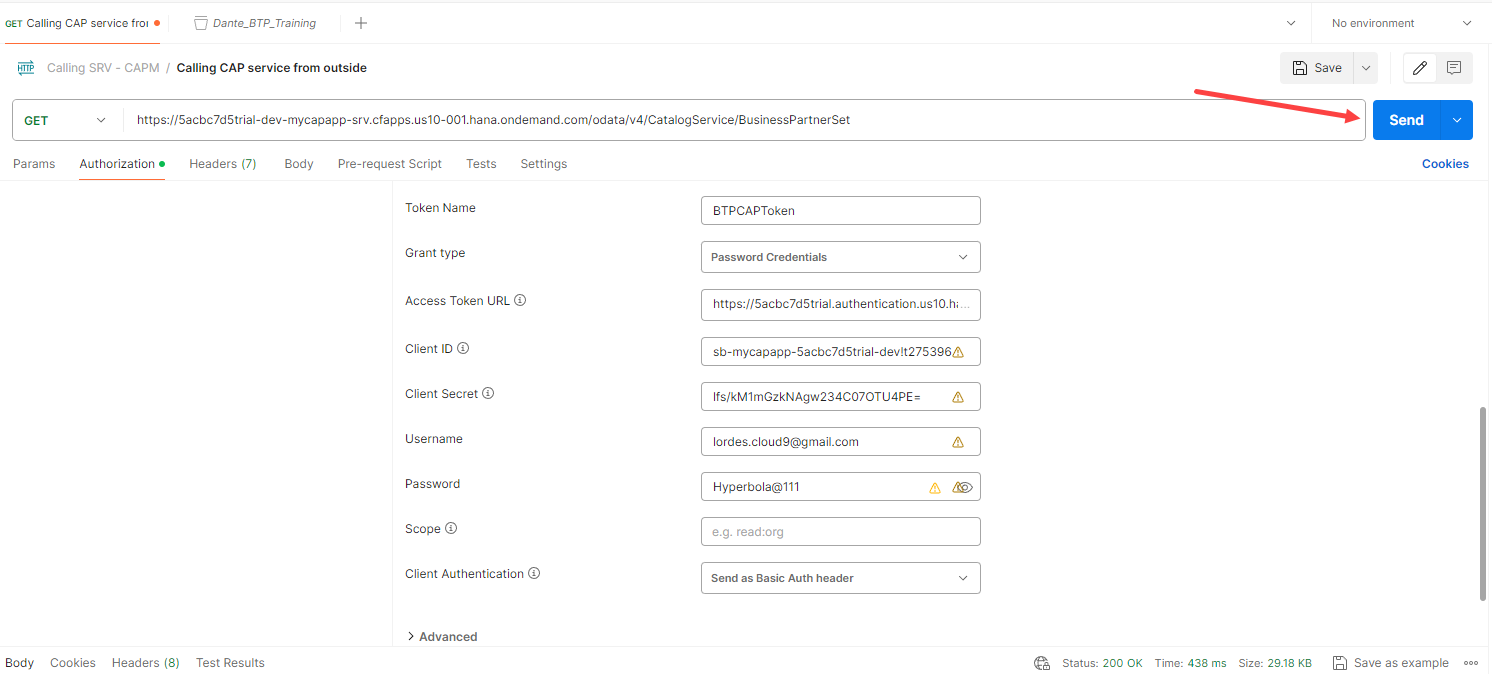 GET Calling CAP service fror
Dante_BTP_Training
No environment
HTTP Calling SRV - CAPM / Calling CAP service from outside
Save
GET
https://5acbc7d5trial-dev-mycapapp-srv.cfapps.us10-001.hana.ondemand.com/odata/v4/CatalogService/BusinessPartnerSet
Send
Params Authorization Headers (7) Body Pre-request Script Tests Settings Cookies
Token Name BTPCAPToken
Grant type Password Credentials
Access Token URL https://5acbc7d5trial.authentication.us10.ha...
Client ID sb-mycapapp-5acbc7d5trial-dev!t275396
Client Secret lfs/kM1mGzkNAgw234C07OTU4PE=
Username lordes.cloud9@gmail.com
Password Hyperbola@111
Scope e.g. read:org
Client Authentication Send as Basic Auth header
Advanced
Body Cookies Headers (8) Test Results Status: 200 OK Time: 438 ms Size: 29.18 KB Save as example